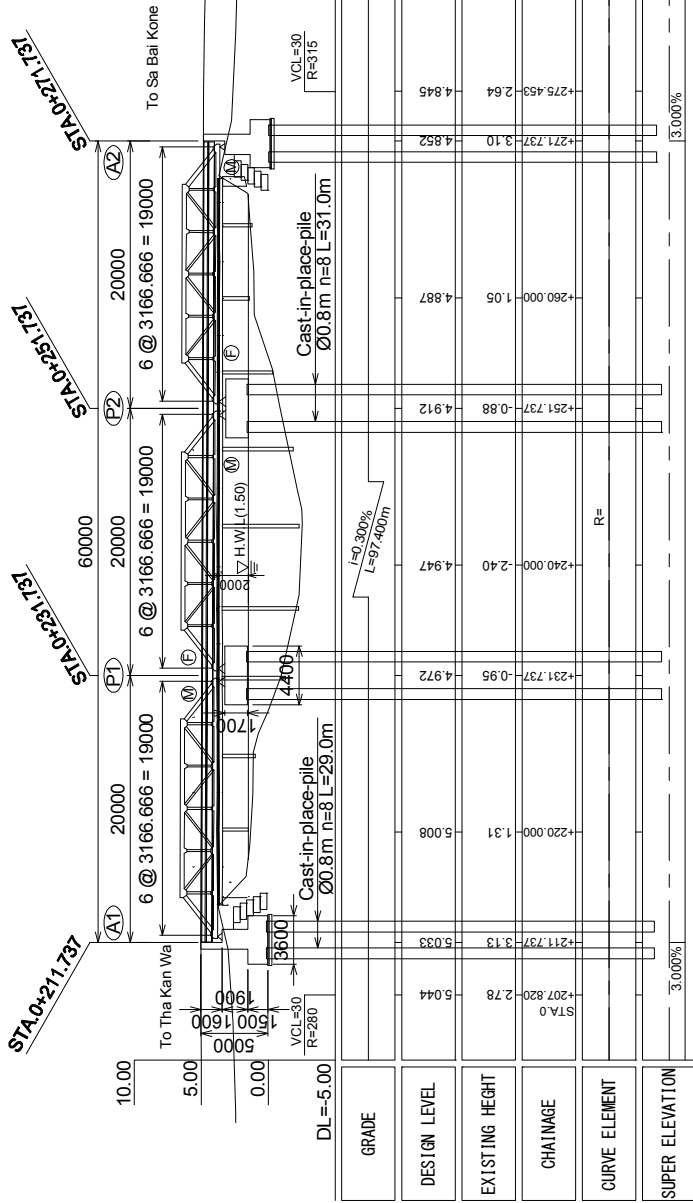 STA.0+211.737
STA.0+231.737
STA.0+251.737
STA.0+271.737
60000
A1
20000
P1
20000
P2
20000
A2
6 @ 3166.666 = 19000
6 @ 3166.666 = 19000
6 @ 3166.666 = 19000
To Tha Kan Wa
To Sa Bai Kone
M
F
M
F
M
10.00
5.00
0.00
DL=-5.00
5000
1600
1900
1500
3600
1700
4400
2000
H.W.L(1.50)
Cast-in-place-pile
Ø0.8m n=8 L=29.0m
Cast-in-place-pile
Ø0.8m n=8 L=31.0m
VCL=30
R=280
VCL=30
R=315
GRADE
i=0.300%
L=97.400m
DESIGN LEVEL
5.044
5.033
5.008
4.972
4.947
4.912
4.887
4.852
4.845
EXISTING HEGHT
2.78
3.13
1.31
-0.95
-2.40
-0.88
1.05
3.10
2.64
CHAINAGE
STA.0
+207.820
+211.737
+220.000
+231.737
+240.000
+251.737
+260.000
+271.737
+275.453
CURVE ELEMENT
R=
SUPER ELEVATION
3.000%
3.000%